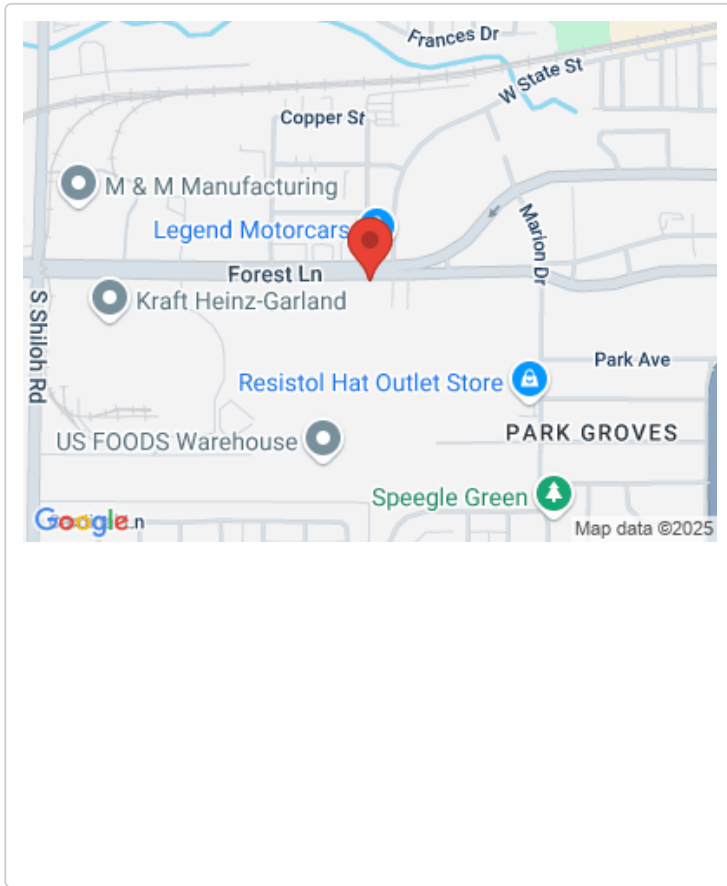 Frances Dr
W State St
Copper St
M & M Manufacturing
Marion Dr
Legend Motorcars
Forest Ln
Kraft Heinz-Garland
S Shiloh Rd
Park Ave
Resistol Hat Outlet Store
PARK GROVES
US FOODS Warehouse
Speegle Green
Google
Map data ©2025